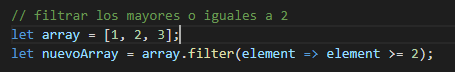 // filtrar los mayores o iguales a 2
let array = [1, 2, 3];
let nuevoArray = array.filter(element => element >= 2);